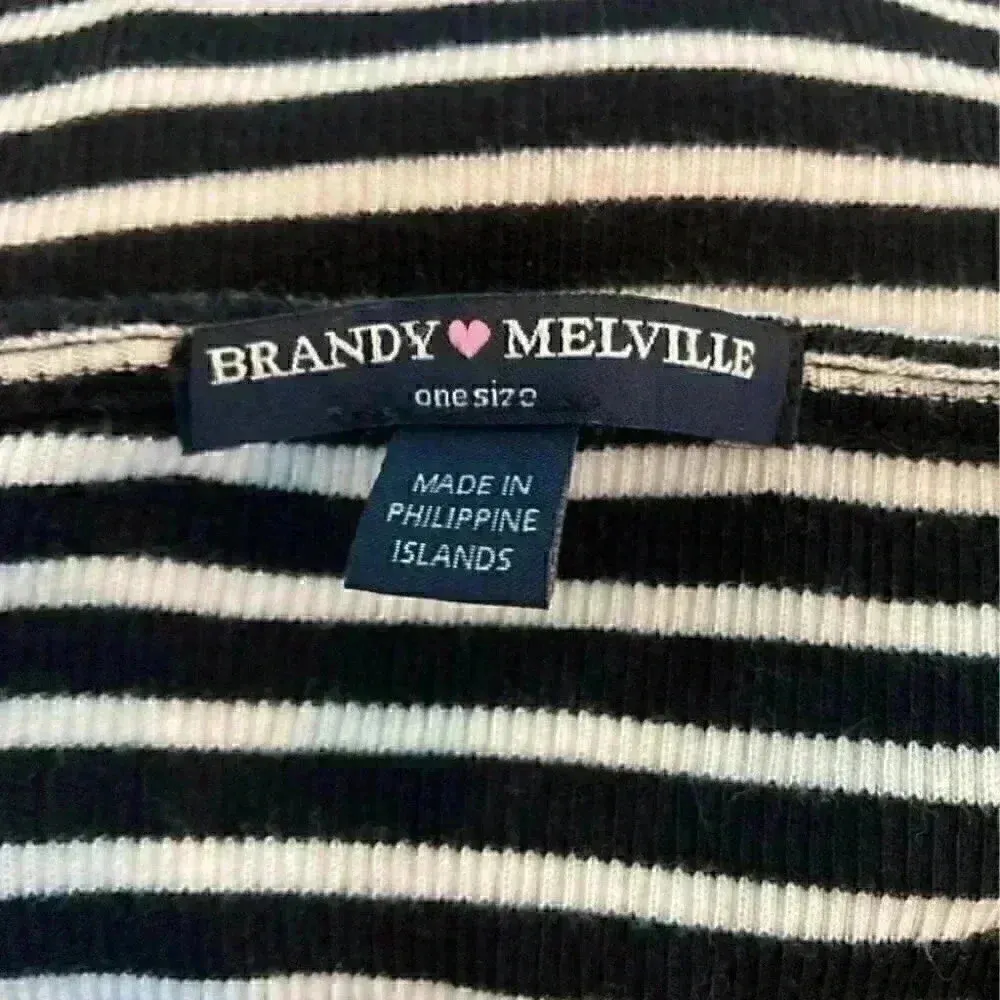 BRANDY♥MELVILLE
one size
MADE IN
PHILIPPINE
ISLANDS